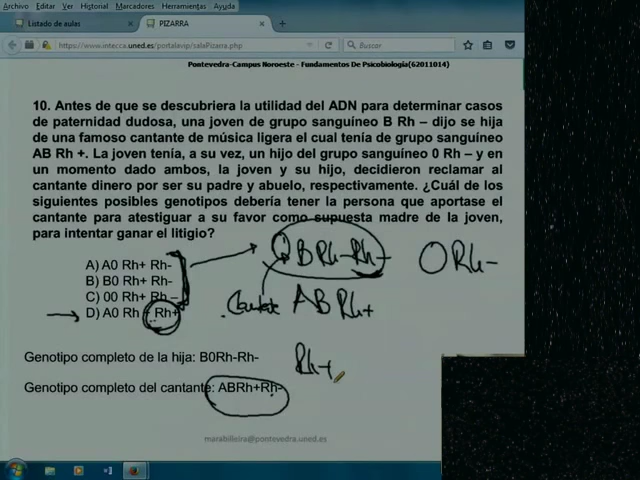 Archivo Editar Ver Historial Marcadores Herramientas Ayuda
Listado de aulas
PIZARRA
https://www.intecca.uned.es/portalavip/salaPizarra.php
Buscar
Pontevedra-Campus Noroeste - Fundamentos De Psicobiología(62011014)
10. Antes de que se descubriera la utilidad del ADN para determinar casos
de paternidad dudosa, una joven de grupo sanguíneo B Rh – dijo se hija
de una famoso cantante de música ligera el cual tenía de grupo sanguíneo
AB Rh +. La joven tenía, a su vez, un hijo del grupo sanguíneo 0 Rh – y en
un momento dado ambos, la joven y su hijo, decidieron reclamar al
cantante dinero por ser su padre y abuelo, respectivamente. ¿Cuál de los
siguientes posibles genotipos debería tener la persona que aportase el
cantante para atestiguar a su favor como supuesta madre de la joven,
para intentar ganar el litigio?
A) A0 Rh+ Rh-
B) B0 Rh+ Rh-
C) 00 Rh+ Rh –
D) A0 Rh + Rh+
O B Rh- Rh-
O Rh-
Cantante AB Rh+
Rh+
Genotipo completo de la hija: B0Rh-Rh-
Genotipo completo del cantante: ABRh+Rh-
marabilleira@pontevedra.uned.es